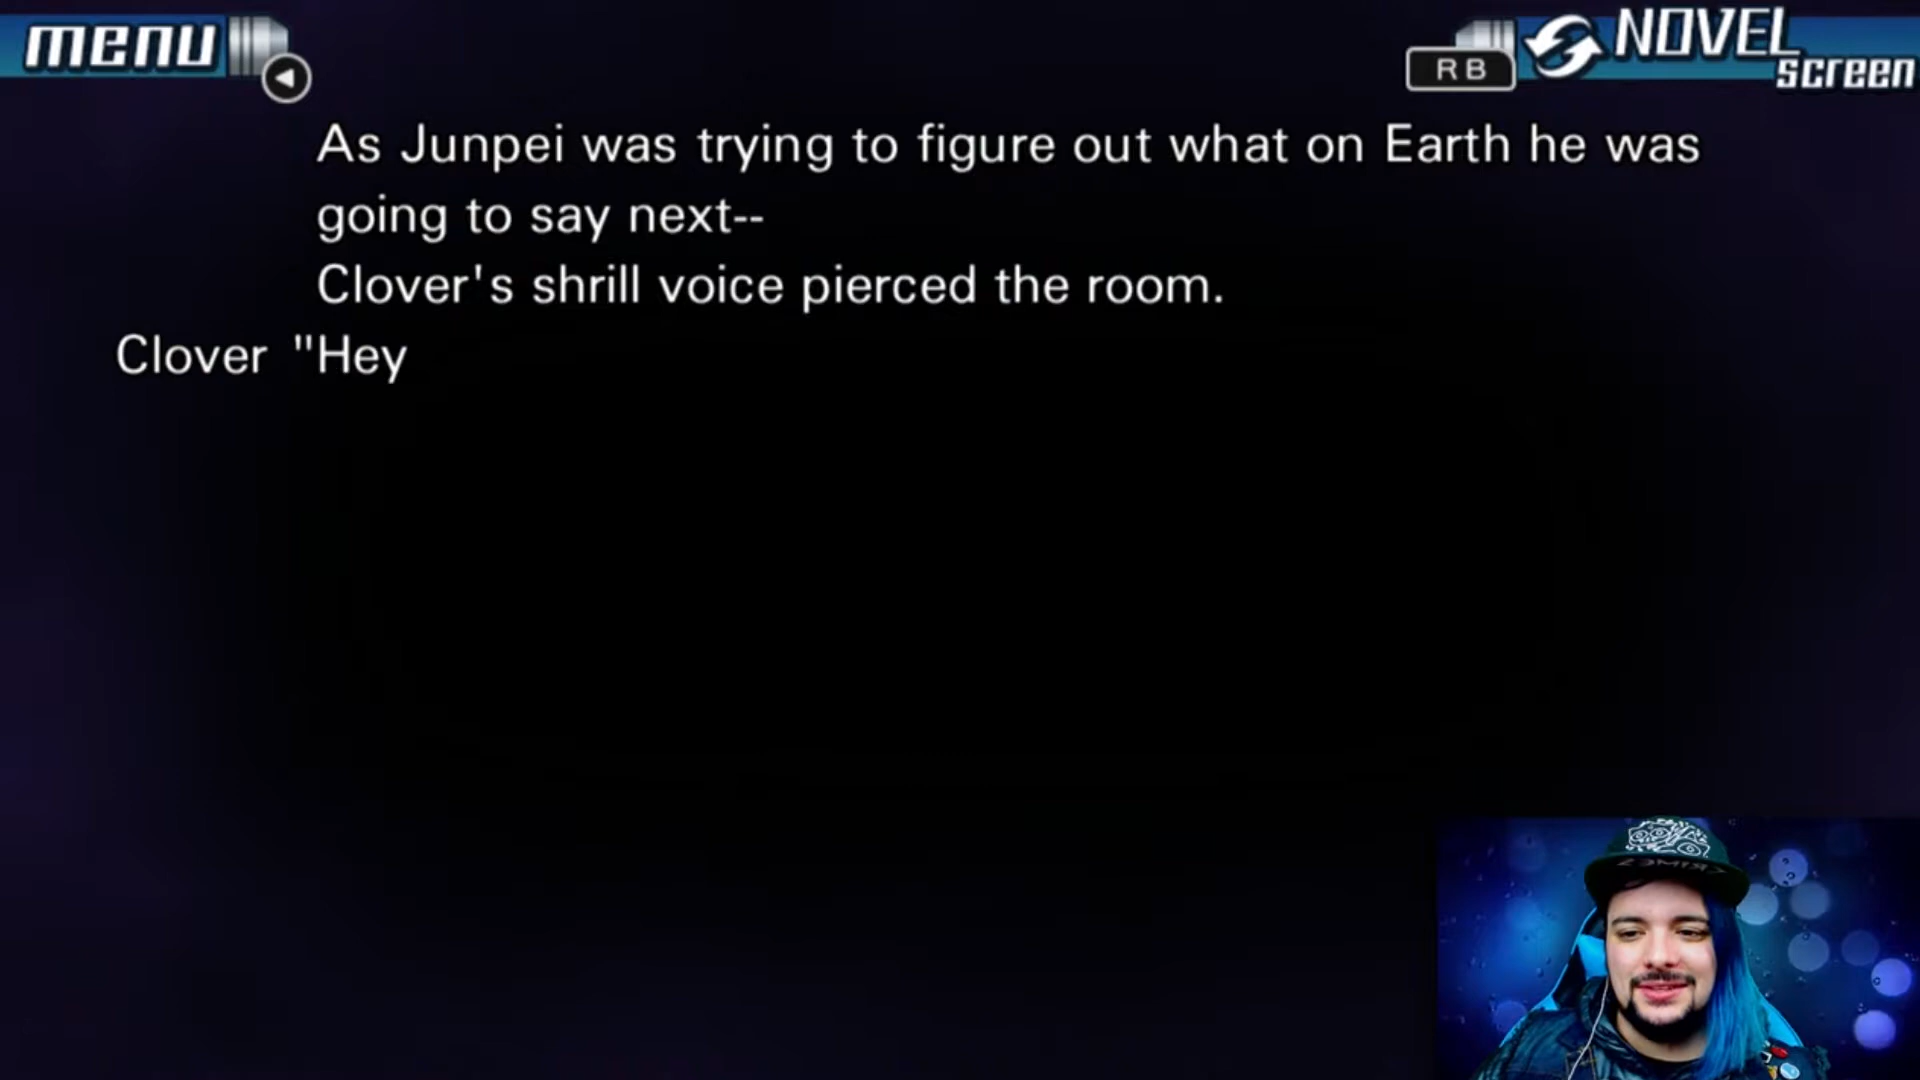 menu
RB
NOVEL
screen
As Junpei was trying to figure out what on Earth he was
going to say next--
Clover's shrill voice pierced the room.
Clover "Hey